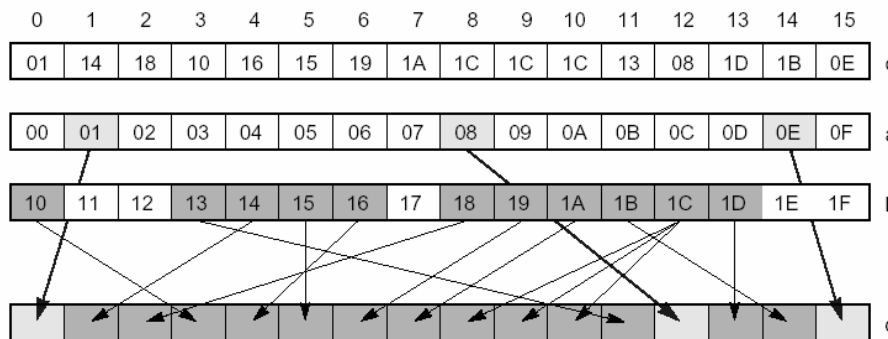 0 1 2 3 4 5 6 7 8 9 10 11 12 13 14 15
01 14 18 10 16 15 19 1A 1C 1C 1C 13 08 1D 1B 0E
00 01 02 03 04 05 06 07 08 09 0A 0B 0C 0D 0E 0F
10 11 12 13 14 15 16 17 18 19 1A 1B 1C 1D 1E 1F